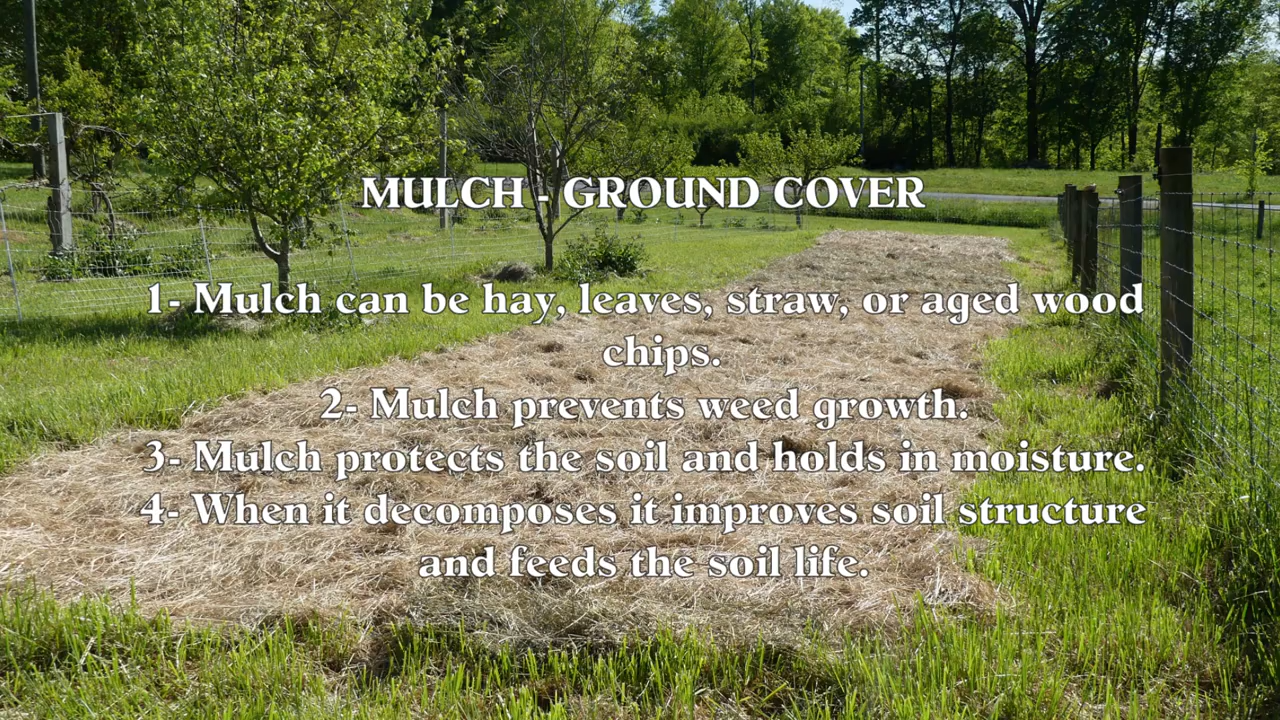 MULCH - GROUND COVER
1- Mulch can be hay, leaves, straw, or aged wood
chips.
2- Mulch prevents weed growth.
3- Mulch protects the soil and holds in moisture.
4- When it decomposes it improves soil structure
and feeds the soil life.